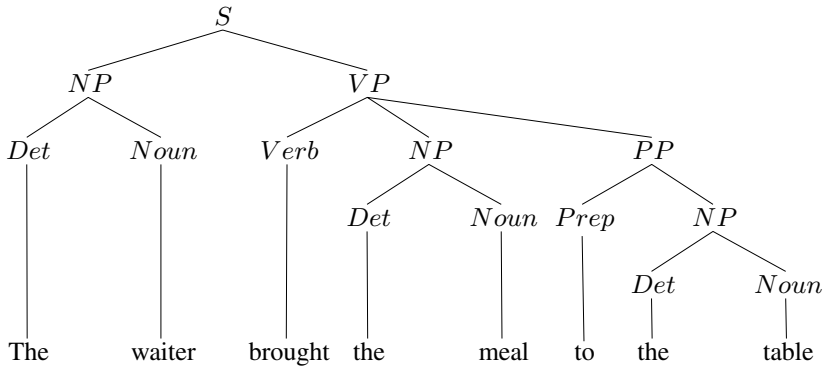 S
NP VP
Det Noun Verb NP PP
Det Noun Prep NP
Det Noun
The waiter brought the meal to the table